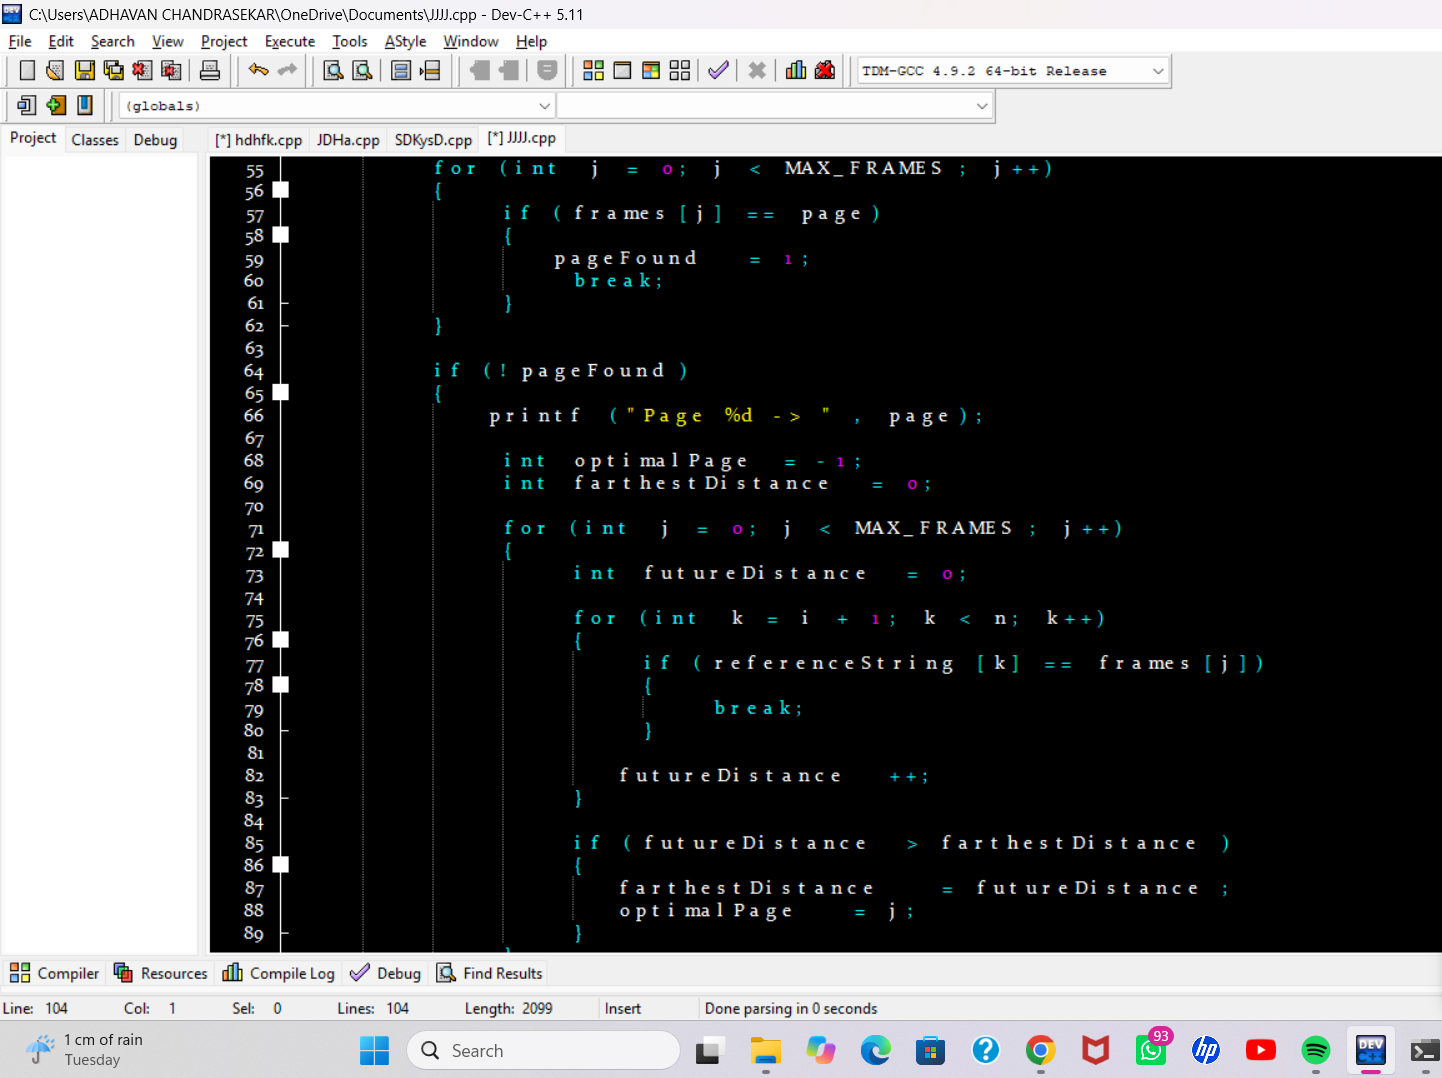 C:\Users\ADHAVAN CHANDRASEKAR\OneDrive\Documents\JJJJ.cpp - Dev-C++ 5.11
File Edit Search View Project Execute Tools AStyle Window Help
TDM-GCC 4.9.2 64-bit Release
(globals)
Project Classes Debug [*] hdhfk.cpp JDHa.cpp SDKysD.cpp [*] JJJJ.cpp
55 for (int j = 0; j < MAX_FRAMES ; j++)
56 {
57 if ( frames [j] == page )
58 {
59 pageFound = 1;
60 break;
61 }
62 }
63
64 if (! pageFound )
65 {
66 printf ("Page %d -> " , page );
67
68 int optimalPage = -1;
69 int farthestDistance = 0;
70
71 for (int j = 0; j < MAX_FRAMES ; j++)
72 {
73 int futureDistance = 0;
74
75 for (int k = i + 1; k < n; k++)
76 {
77 if ( referenceString [k] == frames [j])
78 {
79 break;
80 }
81
82 futureDistance ++;
83 }
84
85 if ( futureDistance > farthestDistance )
86 {
87 farthestDistance = futureDistance ;
88 optimalPage = j;
89 }
Compiler Resources Compile Log Debug Find Results
Line: 104 Col: 1 Sel: 0 Lines: 104 Length: 2099 Insert Done parsing in 0 seconds
1 cm of rain
Tuesday
Search
93
hp
DEV
C++